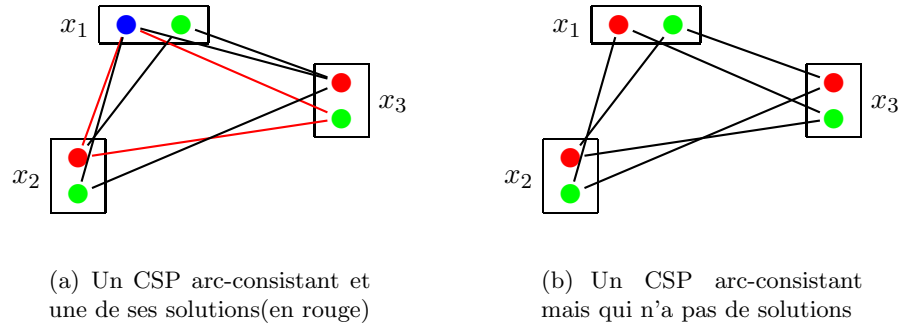 x1
x3
x2
(a) Un CSP arc-consistant et
une de ses solutions(en rouge)
x1
x3
x2
(b) Un CSP arc-consistant
mais qui n'a pas de solutions